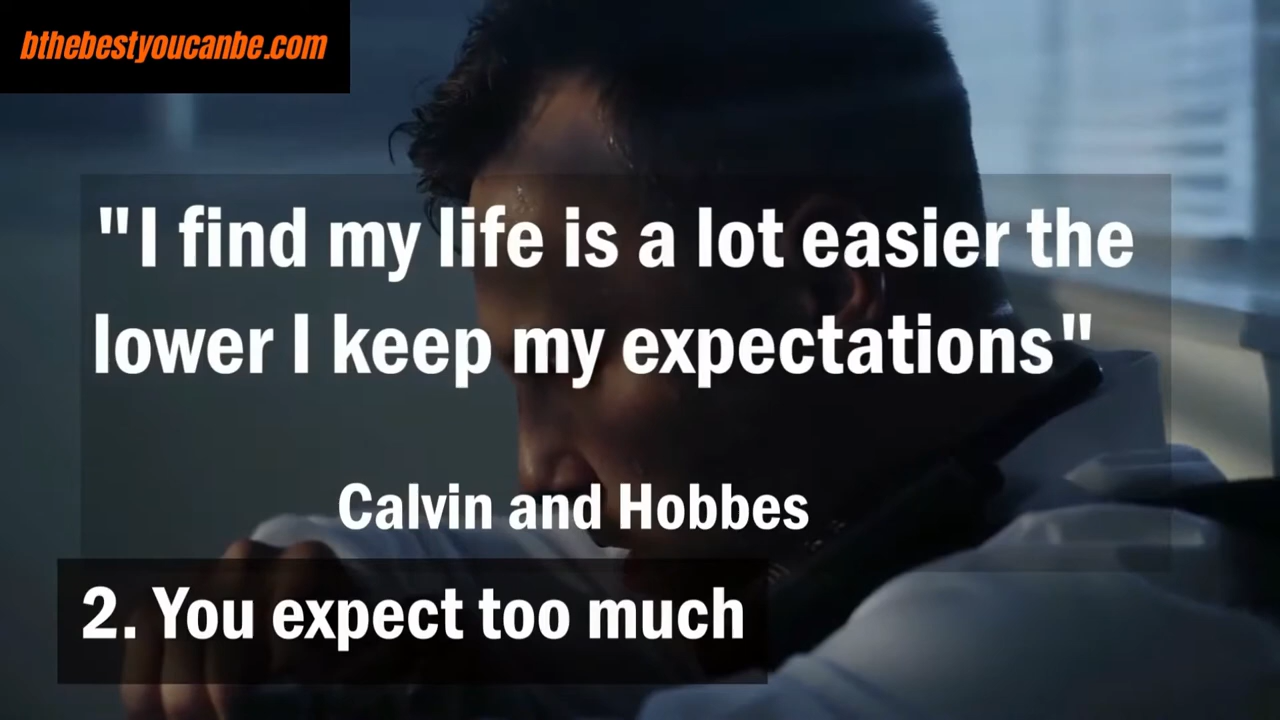 bthebestyoucanbe.com
"I find my life is a lot easier the
lower I keep my expectations"
Calvin and Hobbes
2. You expect too much